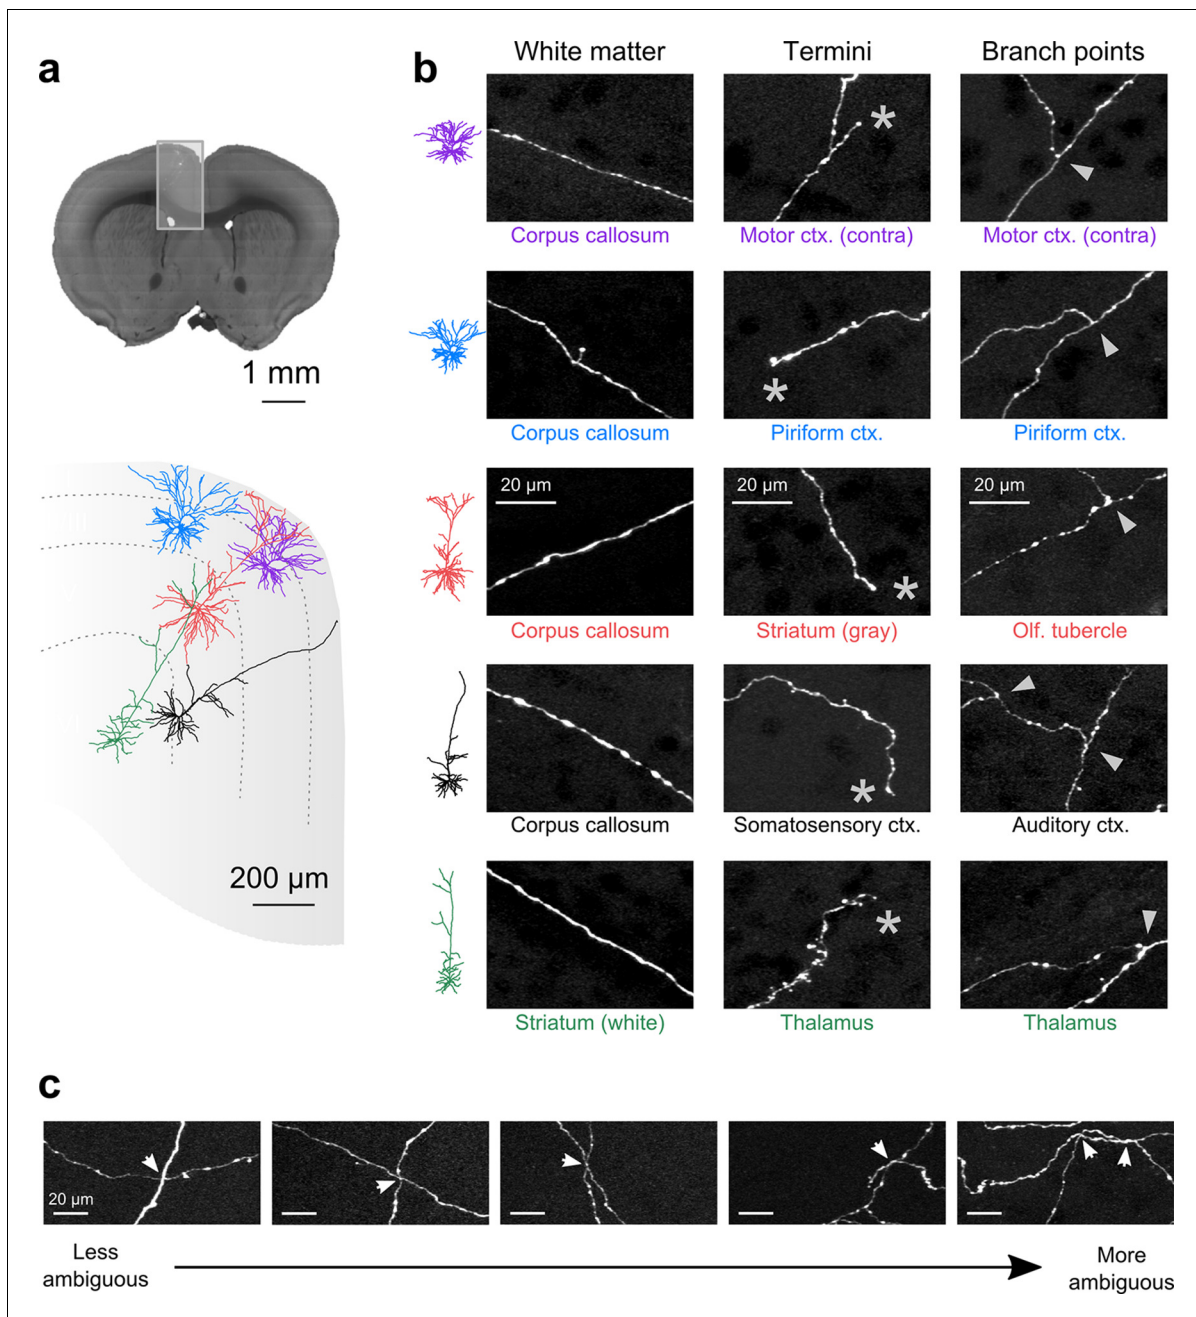 a
1 mm
200 µm
b
White matter Termini Branch points
Corpus callosum Motor ctx. (contra) Motor ctx. (contra)
Corpus callosum Piriform ctx. Piriform ctx.
20 µm 20 µm 20 µm
Corpus callosum Striatum (gray) Olf. tubercle
Corpus callosum Somatosensory ctx. Auditory ctx.
Striatum (white) Thalamus Thalamus
c
20 µm
Less
ambiguous
More
ambiguous